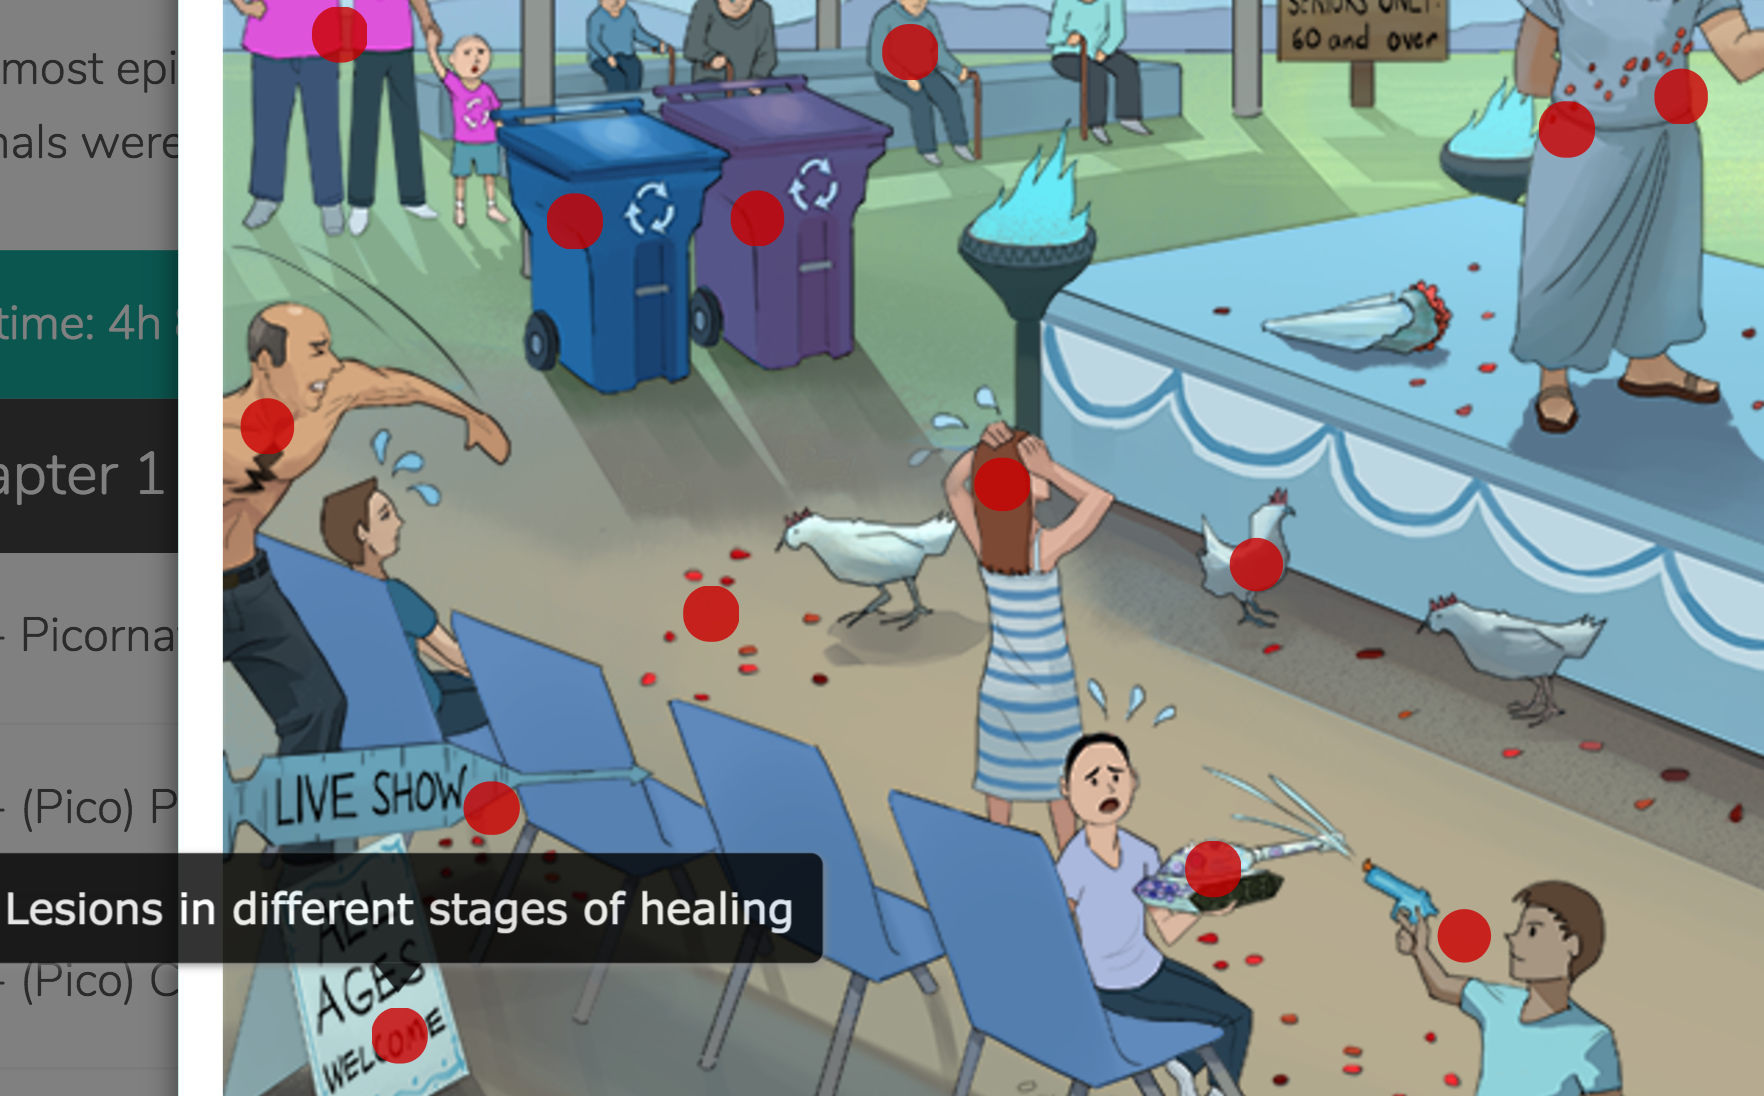 SENIORS ONLY:
60 and over
most epi
nals were
time: 4h
apter 1
- Picorna
- (Pico) P
- (Pico) C
LIVE SHOW
Lesions in different stages of healing
ALL
AGES
WELCOME